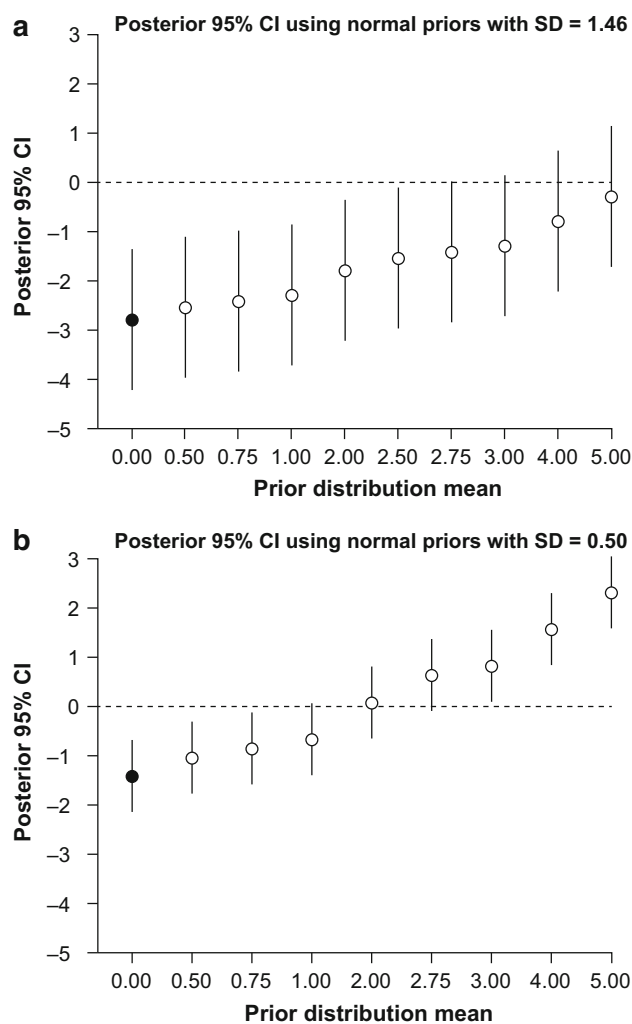 a Posterior 95% CI using normal priors with SD = 1.46
Posterior 95% CI
3
2
1
0
–1
–2
–3
–4
–5
0.00 0.50 0.75 1.00 2.00 2.50 2.75 3.00 4.00 5.00
Prior distribution mean
b Posterior 95% CI using normal priors with SD = 0.50
Posterior 95% CI
3
2
1
0
–1
–2
–3
–4
–5
0.00 0.50 0.75 1.00 2.00 2.75 3.00 4.00 5.00
Prior distribution mean